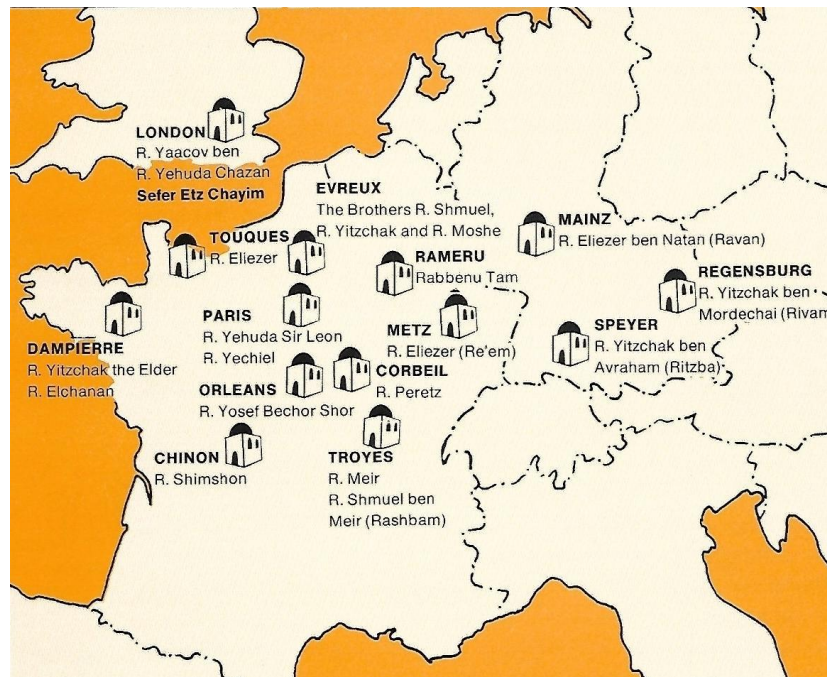 LONDON
R. Yaacov ben
R. Yehuda Chazan
Sefer Etz Chayim
EVREUX
The Brothers R. Shmuel,
R. Yitzchak and R. Moshe
TOUQUES
R. Eliezer
RAMERU
Rabbenu Tam
MAINZ
R. Eliezer ben Natan (Ravan)
REGENSBURG
R. Yitzchak ben
Mordechai (Rivam
DAMPIERRE
R. Yitzchak the Elder
R. Elchanan
PARIS
R. Yehuda Sir Leon
R. Yechiel
METZ
R. Eliezer (Re'em)
SPEYER
R. Yitzchak ben
Avraham (Ritzba)
ORLEANS
R. Yosef Bechor Shor
CORBEIL
R. Peretz
CHINON
R. Shimshon
TROYES
R. Meir
R. Shmuel ben
Meir (Rashbam)